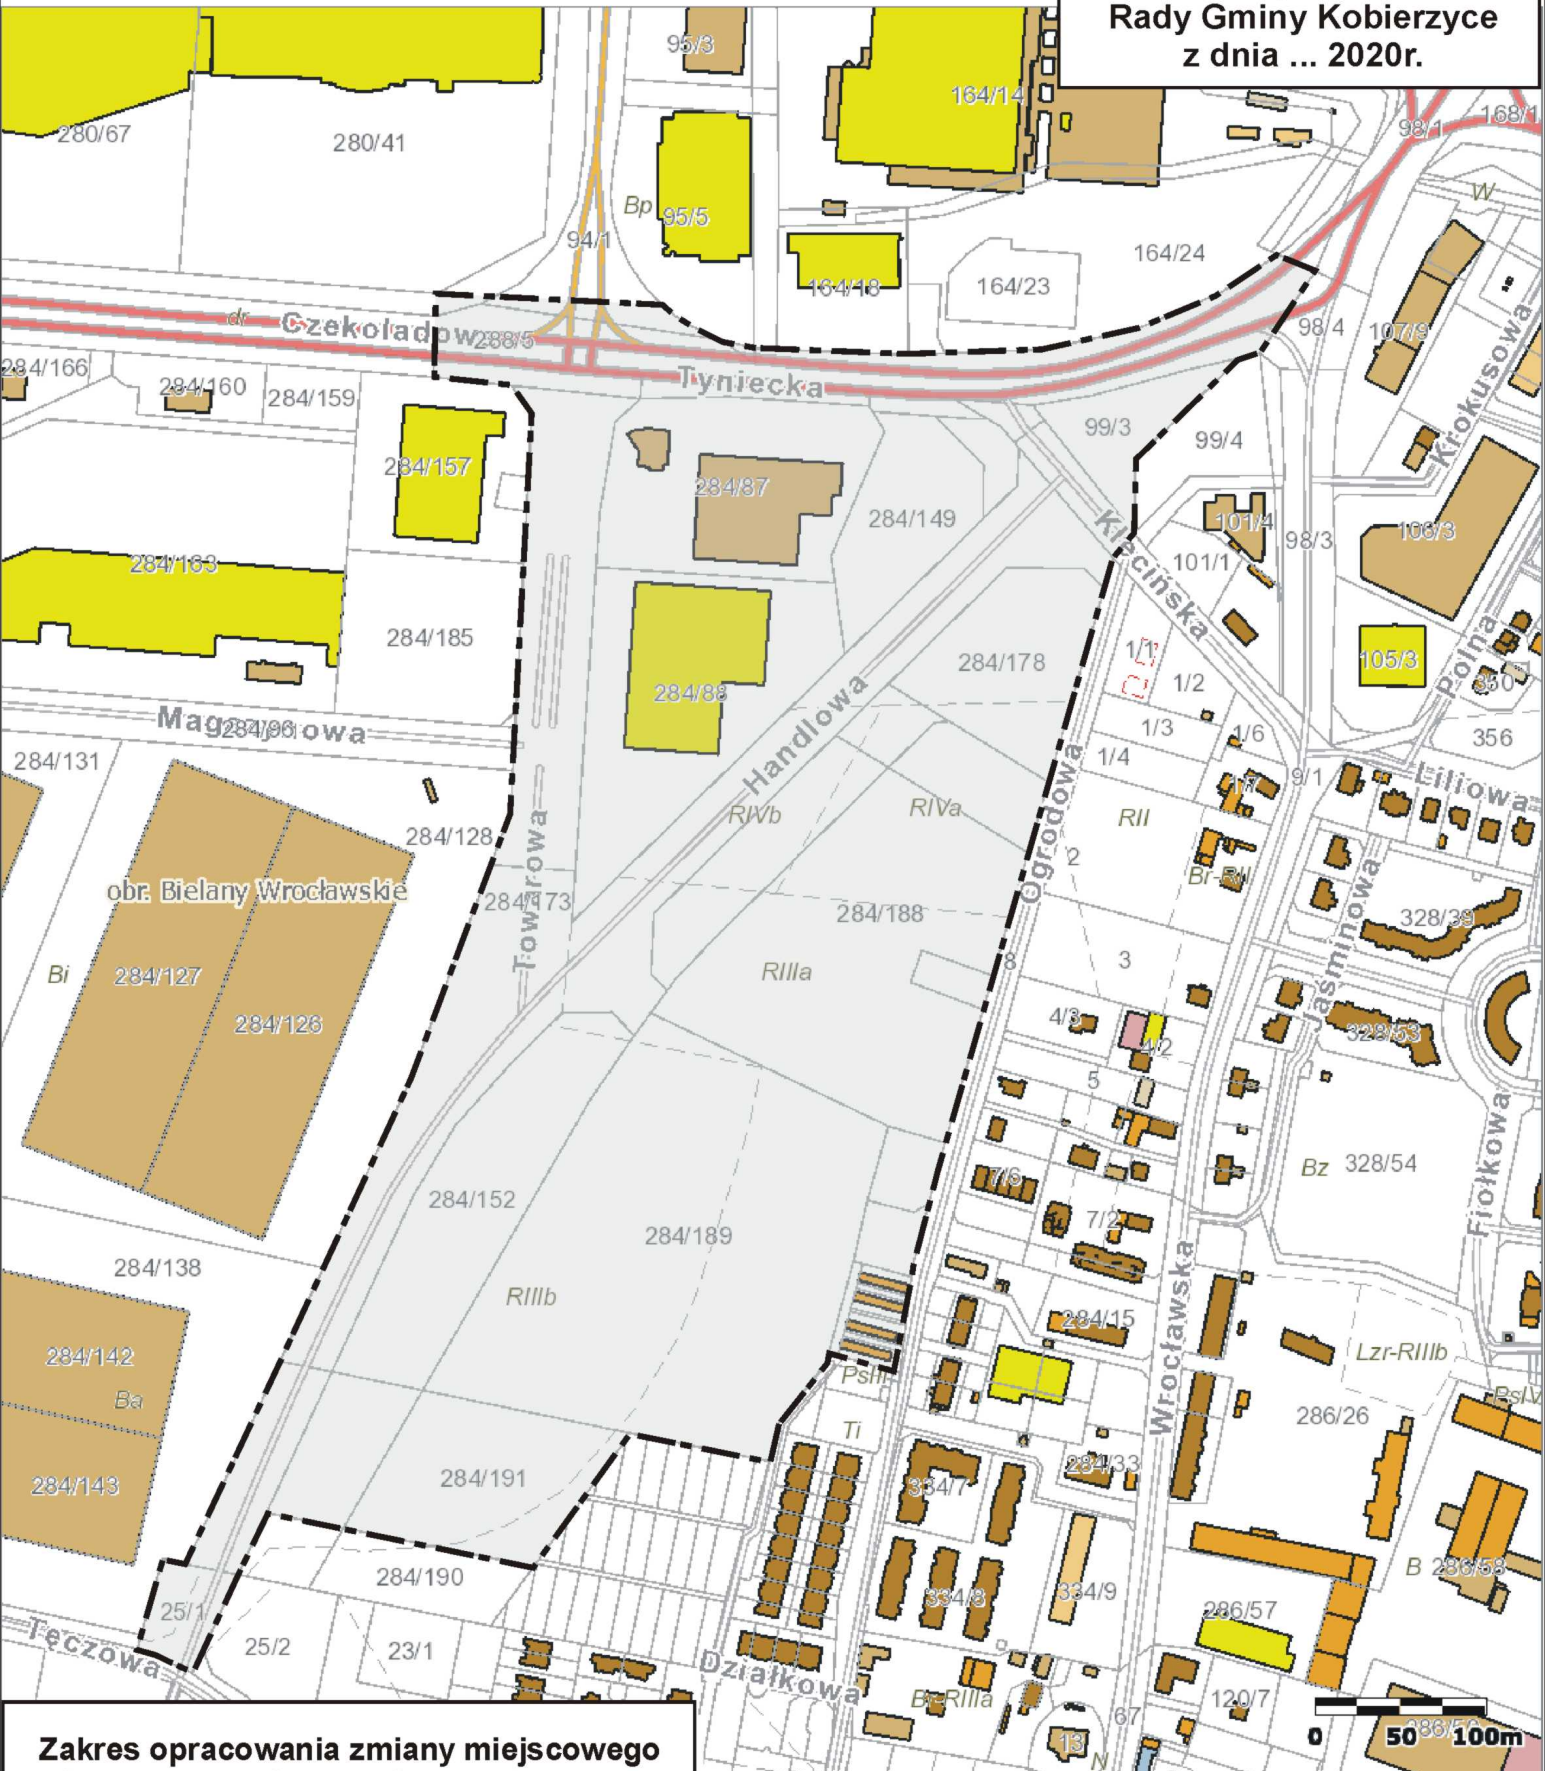 Rady Gminy Kobierzyce
z dnia ... 2020r.
95/3
164/14
280/67
280/41
98/1
168/1
Bp
95/5
W
94/1
164/24
164/18
164/23
dr
Czekoladow
288/5
98/4
107/9
Krokusowa
284/166
284/160
284/159
Tyniecka
99/3
99/4
284/157
284/87
284/149
Klecińska
101/4
98/3
106/3
101/1
284/163
284/185
284/178
1/1
1/2
105/3
Polna
350
284/88
Magazynowa
284/96
Handlowa
1/3
1/6
356
284/131
1/4
Ogrodowa
1/7
9/1
Liliowa
RIVb
RIVa
RII
284/128
Towarowa
2
Br-RII
obr. Bielany Wrocławskie
284/173
284/188
Jaśminowa
328/39
Bi
284/127
RIIIa
8
3
284/126
4/3
4/2
328/53
5
Fiołkowa
Bz
328/54
284/152
7/6
7/2
284/189
284/138
RIIIb
284/15
Wrocławska
284/142
Lzr-RIIIb
PsIII
Ba
PsIV
286/26
Ti
284/143
284/191
334/7
284/33
284/190
334/8
334/9
B
286/58
25/1
286/57
Tęczowa
25/2
23/1
Działkowa
Br-RIIIa
120/7
67
13
N
0 50 100m
Zakres opracowania zmiany miejscowego